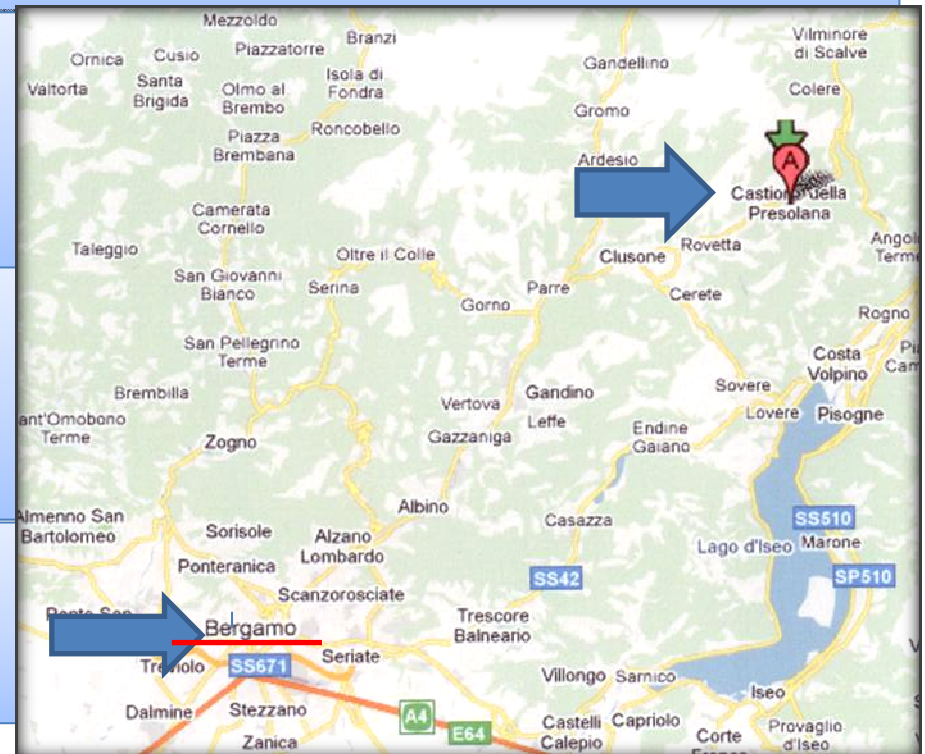 Mezzoldo
Branzi
Ornica
Cusio
Piazzatorre
Vilminore
di Scalve
Gandellino
Valtorta
Santa
Brigida
Olmo al
Brembo
Isola di
Fondra
Colere
Gromo
Piazza
Brembana
Roncobello
Ardesio
A
Castione della
Presolana
Camerata
Cornello
Taleggio
Oltre il Colle
Clusone
Rovetta
San Giovanni
Bianco
Serina
Parre
Gorno
Cerete
Rogno
San Pellegrino
Terme
Costa
Volpino
Brembilla
Vertova
Gandino
Leffe
Sovere
Lovere
Pisogne
ant'Omobono
Terme
Zogno
Gazzaniga
Endine
Gaiano
Albino
Almenno San
Bartolomeo
Sorisole
Alzano
Lombardo
Casazza
SS510
Lago d'Iseo
Marone
Ponteranica
SS42
SP510
Scanzorosciate
Bergamo
Trescore
Balneario
SS671
Seriate
Villongo
Sarnico
Iseo
Dalmine
Stezzano
Zanica
A4
E64
Castelli
Calepio
Capriolo
Corte
Provaglio
d'Iseo